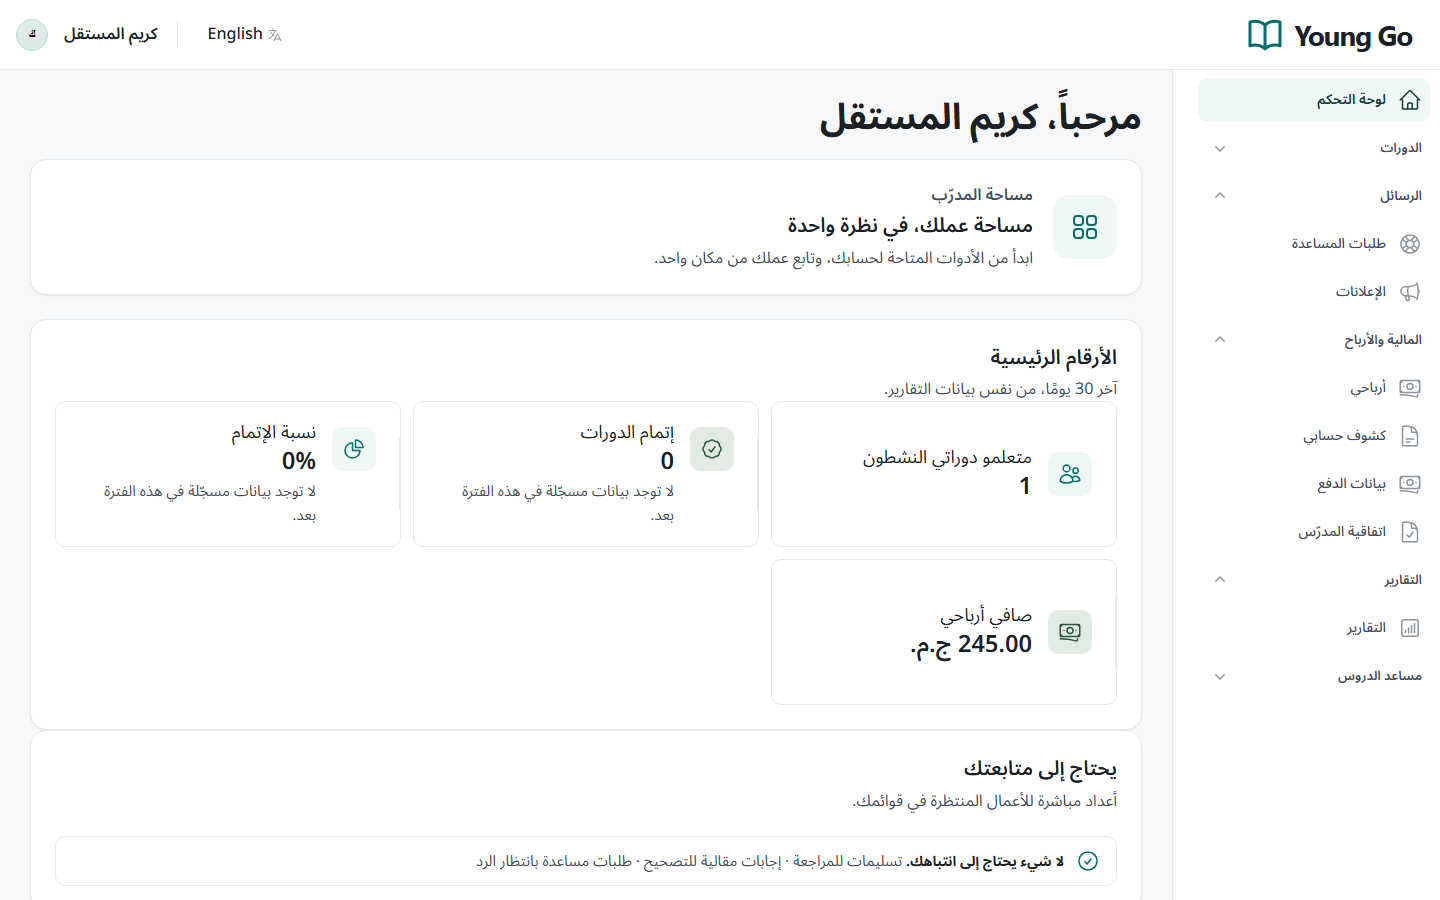 Young Go
English
كريم المستقل
ك
لوحة التحكم
الدورات
الرسائل
طلبات المساعدة
الإعلانات
المالية والأرباح
أرباحي
كشوف حسابي
بيانات الدفع
اتفاقية المدرّس
التقارير
التقارير
مساعد الدروس
مرحباً، كريم المستقل
مساحة المدرّب
مساحة عملك، في نظرة واحدة
ابدأ من الأدوات المتاحة لحسابك، وتابع عملك من مكان واحد.
الأرقام الرئيسية
آخر 30 يومًا، من نفس بيانات التقارير.
متعلمو دوراتي النشطون
1
إتمام الدورات
0
لا توجد بيانات مسجّلة في هذه الفترة
بعد.
نسبة الإتمام
0%
لا توجد بيانات مسجّلة في هذه الفترة
بعد.
صافي أرباحي
245.00 ج.م.
يحتاج إلى متابعتك
أعداد مباشرة للأعمال المنتظرة في قوائمك.
لا شيء يحتاج إلى انتباهك. تسليمات للمراجعة · إجابات مقالية للتصحيح · طلبات مساعدة بانتظار الرد